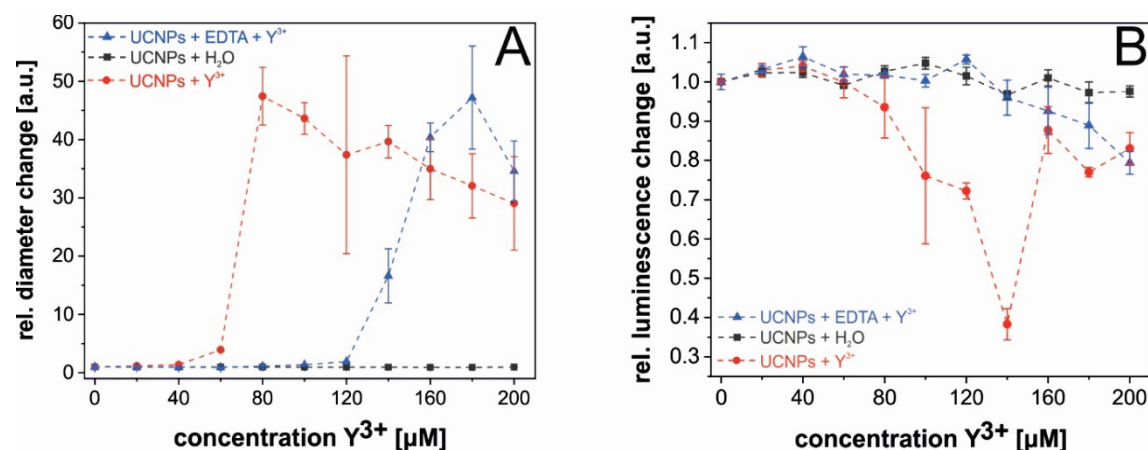 60
50
40
30
20
10
0
rel. diameter change [a.u.]
UCNPs + EDTA + Y³⁺
UCNPs + H₂O
UCNPs + Y³⁺
A
0 40 80 120 160 200
concentration Y³⁺ [µM]
1.1
1.0
0.9
0.8
0.7
0.6
0.5
0.4
0.3
rel. luminescence change [a.u.]
B
UCNPs + EDTA + Y³⁺
UCNPs + H₂O
UCNPs + Y³⁺
0 40 80 120 160 200
concentration Y³⁺ [µM]